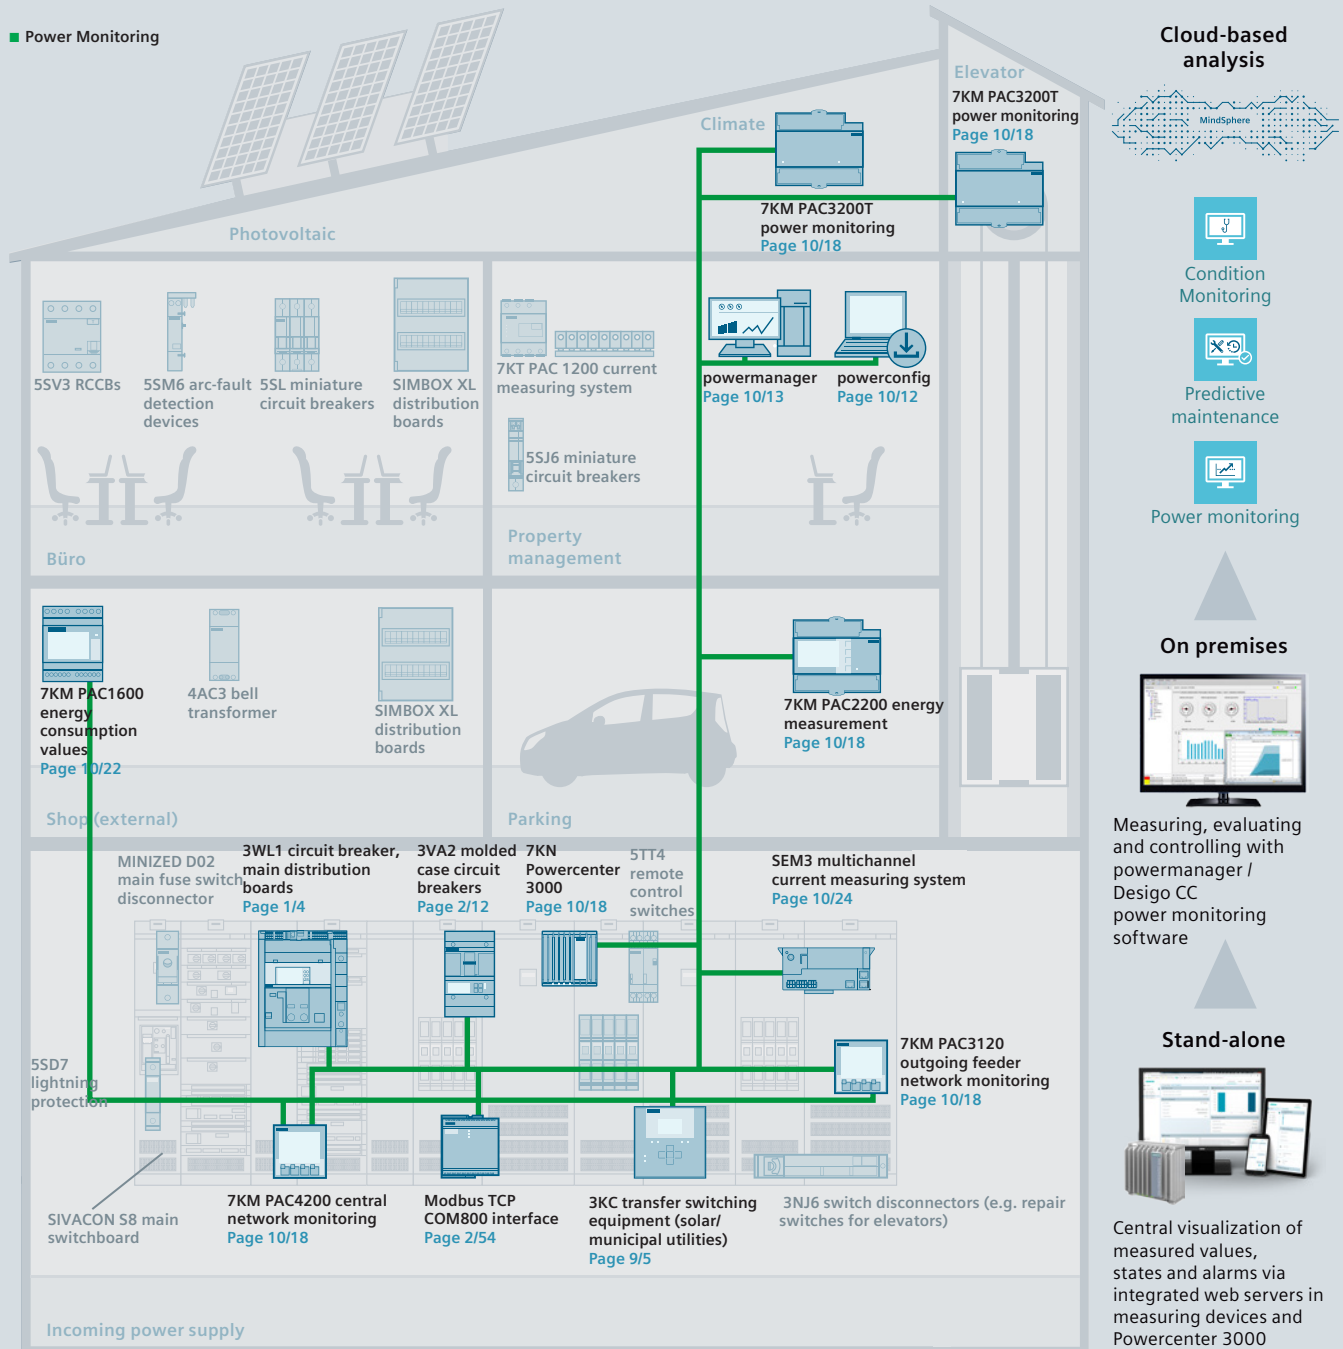 Power Monitoring
Cloud-based
analysis
MindSphere
Elevator
7KM PAC3200T
power monitoring
Page 10/18
Climate
7KM PAC3200T
power monitoring
Page 10/18
Photovoltaic
Condition
Monitoring
Predictive
maintenance
Power monitoring
5SV3 RCCBs
5SM6 arc-fault
detection
devices
5SL miniature
circuit breakers
SIMBOX XL
distribution
boards
7KT PAC 1200 current
measuring system
powermanager
Page 10/13
powerconfig
Page 10/12
5SJ6 miniature
circuit breakers
Büro
Property
management
7KM PAC1600
energy
consumption
values
Page 10/22
4AC3 bell
transformer
SIMBOX XL
distribution
boards
7KM PAC2200 energy
measurement
Page 10/18
Shop (external)
Parking
On premises
Measuring, evaluating
and controlling with
powermanager /
Desigo CC
power monitoring
software
MINIZED D02
main fuse switch
disconnector
3WL1 circuit breaker,
main distribution
boards
Page 1/4
3VA2 molded
case circuit
breakers
Page 2/12
7KN
Powercenter
3000
Page 10/18
5TT4
remote
control
switches
SEM3 multichannel
current measuring system
Page 10/24
5SD7
lightning
protection
7KM PAC3120
outgoing feeder
network monitoring
Page 10/18
SIVACON S8 main
switchboard
7KM PAC4200 central
network monitoring
Page 10/18
Modbus TCP
COM800 interface
Page 2/54
3KC transfer switching
equipment (solar/
municipal utilities)
Page 9/5
3NJ6 switch disconnectors (e.g. repair
switches for elevators)
Incoming power supply
Stand-alone
Central visualization of
measured values,
states and alarms via
integrated web servers in
measuring devices and
Powercenter 3000